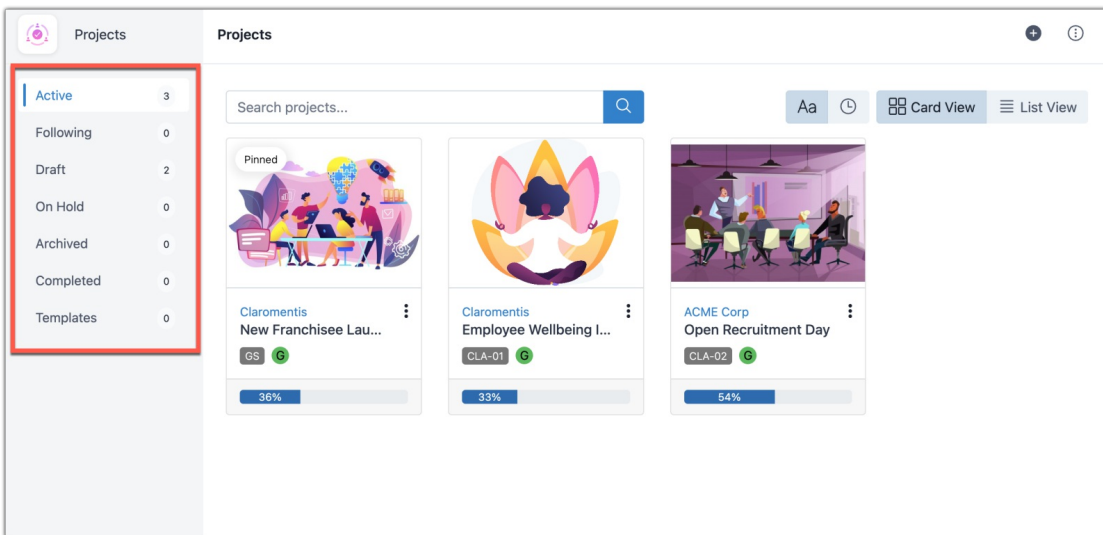 Projects
Active 3
Following 0
Draft 2
On Hold 0
Archived 0
Completed 0
Templates 0
Projects
Search projects...
Aa
Card View
List View
Pinned
Claromentis
New Franchisee Lau...
GS G
36%
Claromentis
Employee Wellbeing I...
CLA-01 G
33%
ACME Corp
Open Recruitment Day
CLA-02 G
54%